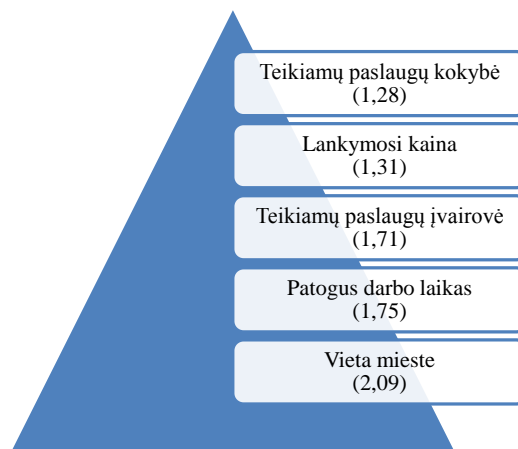 Teikiamų paslaugų kokybė
(1,28)
Lankymosi kaina
(1,31)
Teikiamų paslaugų įvairovė
(1,71)
Patogus darbo laikas
(1,75)
Vieta mieste
(2,09)